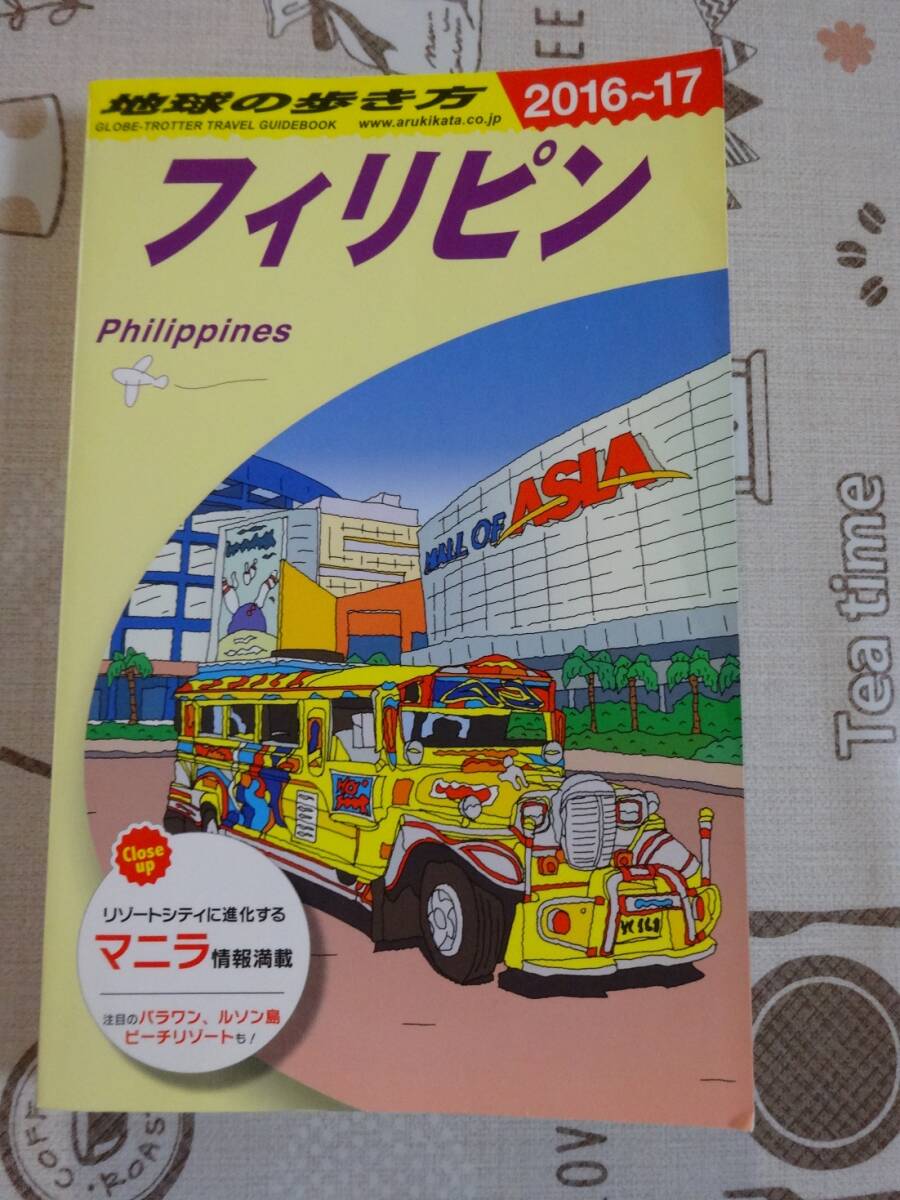 地球の歩き方
2016~17
GLOBE-TROTTER TRAVEL GUIDEBOOK
www.arukikata.co.jp
フィリピン
Philippines
MALL OF ASIA
Close up
リゾートシティに進化する
マニラ情報満載
注目のパラワン、ルソン島
ビーチリゾートも!
Tea time